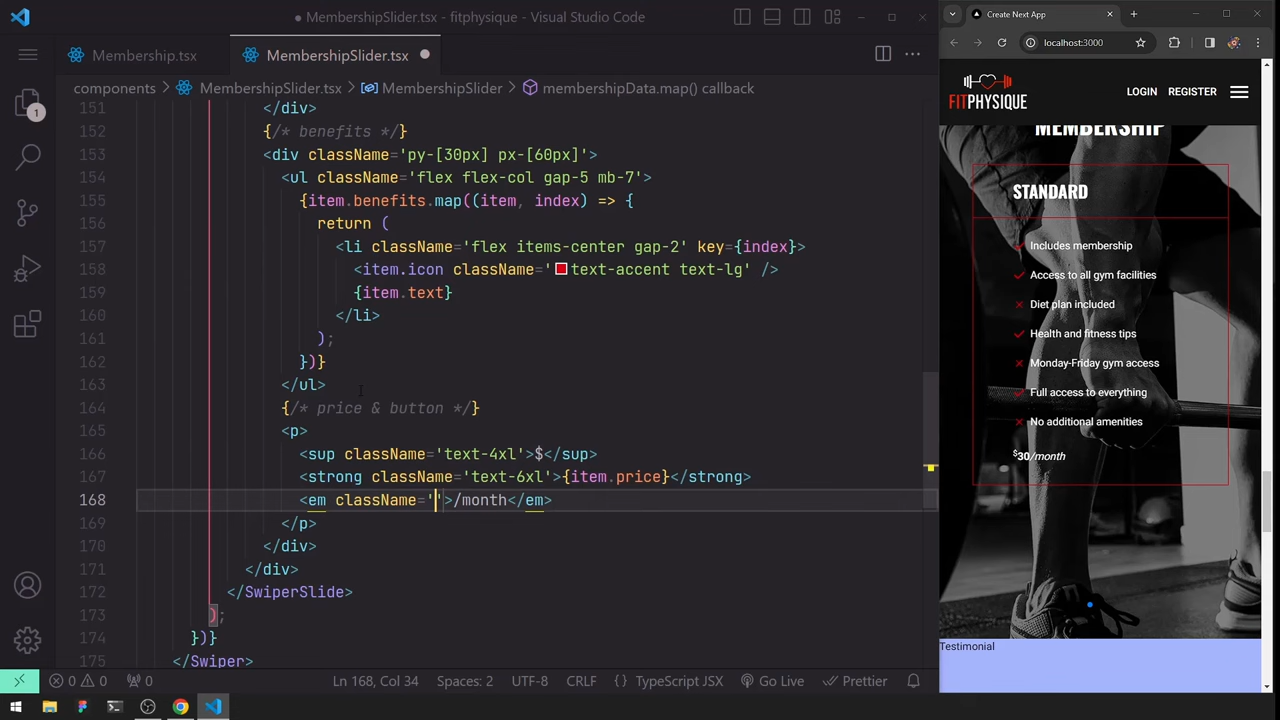 MembershipSlider.tsx - fitphysique - Visual Studio Code
Membership.tsx
MembershipSlider.tsx
components > MembershipSlider.tsx > MembershipSlider > membershipData.map() callback
151 </div>
152 {/* benefits */}
153 <div className='py-[30px] px-[60px]'>
154 <ul className='flex flex-col gap-5 mb-7'>
155 {item.benefits.map((item, index) => {
156 return (
157 <li className='flex items-center gap-2' key={index}>
158 <item.icon className='text-accent text-lg' />
159 {item.text}
160 </li>
161 );
162 })}
163 </ul>
164 {/* price & button */}
165 <p>
166 <sup className='text-4xl'>$</sup>
167 <strong className='text-6xl'>{item.price}</strong>
168 <em className=''>/month</em>
169 </p>
170 </div>
171 </div>
172 </SwiperSlide>
173 );
174 })}
175 </Swiper>
1
0 0 0
Ln 168, Col 34
Spaces: 2
UTF-8
CRLF
{} TypeScript JSX
Go Live
Prettier
Create Next App
localhost:3000
FITPHYSIQUE
LOGIN
REGISTER
MEMBERSHIP
STANDARD
Includes membership
Access to all gym facilities
Diet plan included
Health and fitness tips
Monday-Friday gym access
Full access to everything
No additional amenities
$30/month
Testimonial